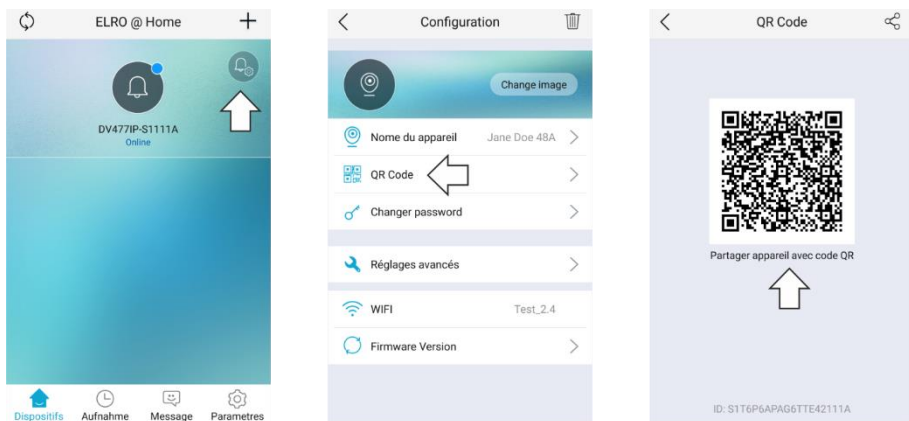 ELRO @ Home
DV477IP-S1111A
Online
Dispositifs
Aufnahme
Message
Parametres
Configuration
Change image
Nome du appareil
Jane Doe 48A
QR Code
Changer password
Réglages avancés
WIFI
Test_2.4
Firmware Version
QR Code
Partager appareil avec code QR
ID: S1T6P6APAG6TTE42111A